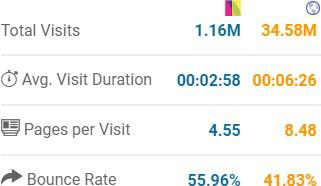 Total Visits 1.16M 34.58M
Avg. Visit Duration 00:02:58 00:06:26
Pages per Visit 4.55 8.48
Bounce Rate 55.96% 41.83%